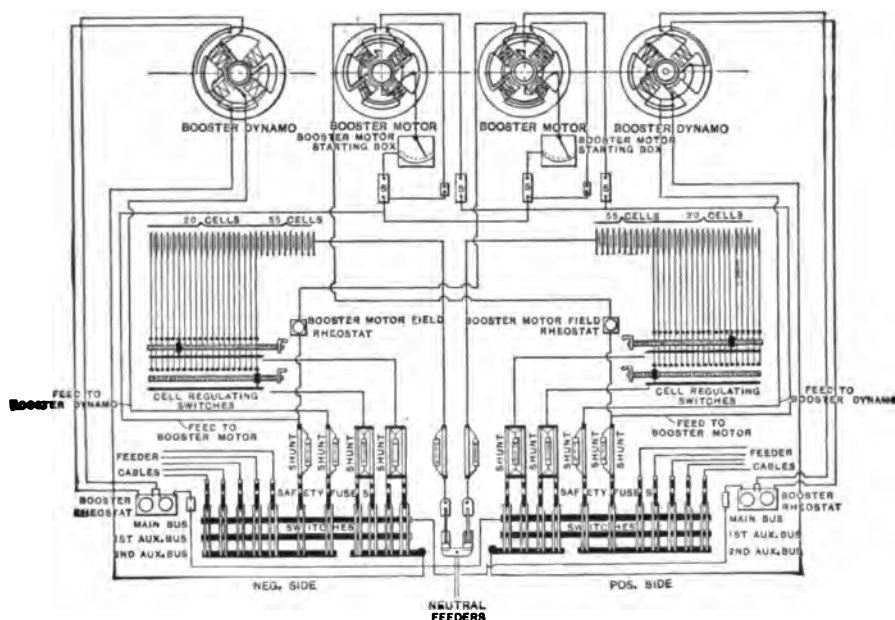 BOOSTER DYNAMO
BOOSTER MOTOR
BOOSTER MOTOR
BOOSTER DYNAMO
BOOSTER MOTOR
STARTING BOX
BOOSTER MOTOR
STARTING BOX
20 CELLS
55 CELLS
55 CELLS
20 CELLS
BOOSTER MOTOR FIELD
RHEOSTAT
BOOSTER MOTOR FIELD
RHEOSTAT
CELL REGULATING
SWITCHES
CELL REGULATING
SWITCHES
FEED TO
BOOSTER DYNAMO
FEED TO
BOOSTER DYNAMO
FEED TO
BOOSTER MOTOR
FEED TO
BOOSTER MOTOR
SHUNT
SHUNT
SHUNT
SHUNT
SHUNT
SHUNT
SHUNT
SHUNT
FEEDER
CABLES
FEEDER
CABLES
SAFETY FUSES
SAFETY FUSES
BOOSTER
RHEOSTAT
BOOSTER
RHEOSTAT
MAIN BUS
1ST AUX. BUS
2ND AUX. BUS
SWITCHES
SWITCHES
MAIN BUS
1ST AUX. BUS
2ND AUX. BUS
NEG. SIDE
POS. SIDE
NEUTRAL
FEEDERS